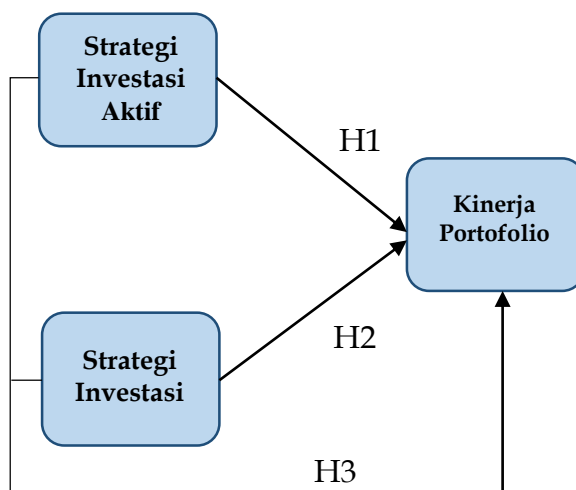 Strategi
Investasi
Aktif
H1
Kinerja
Portofolio
H2
Strategi
Investasi
H3